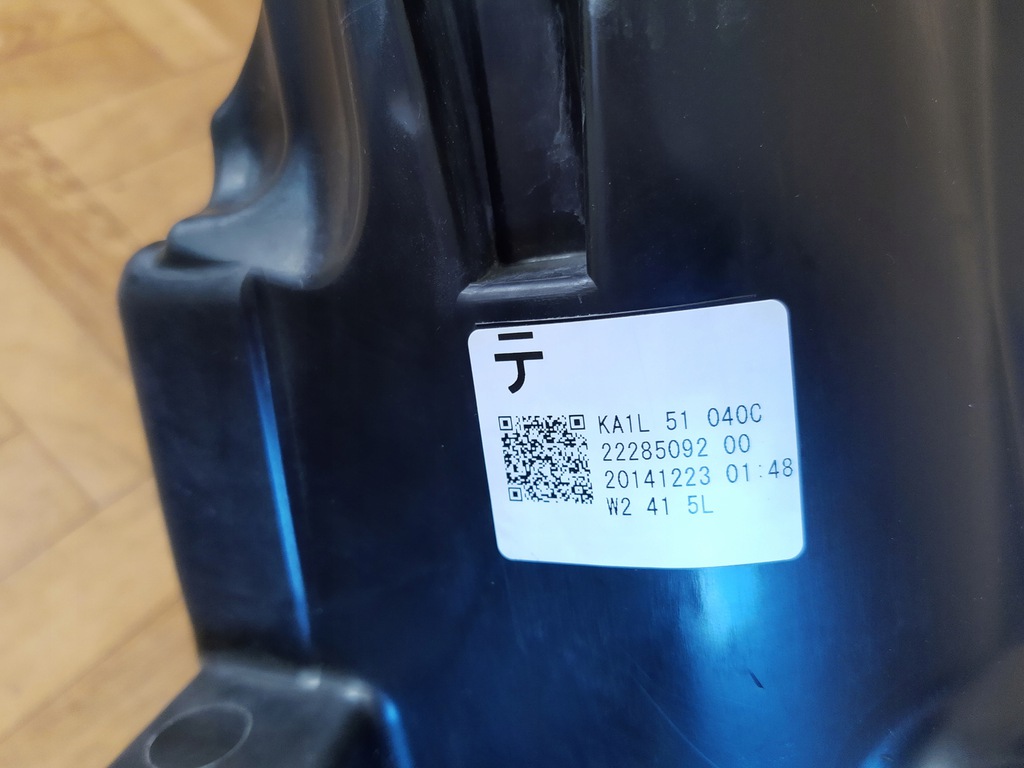 テ
KA1L 51 040C
22285092 00
20141223 01:48
W2 41 5L